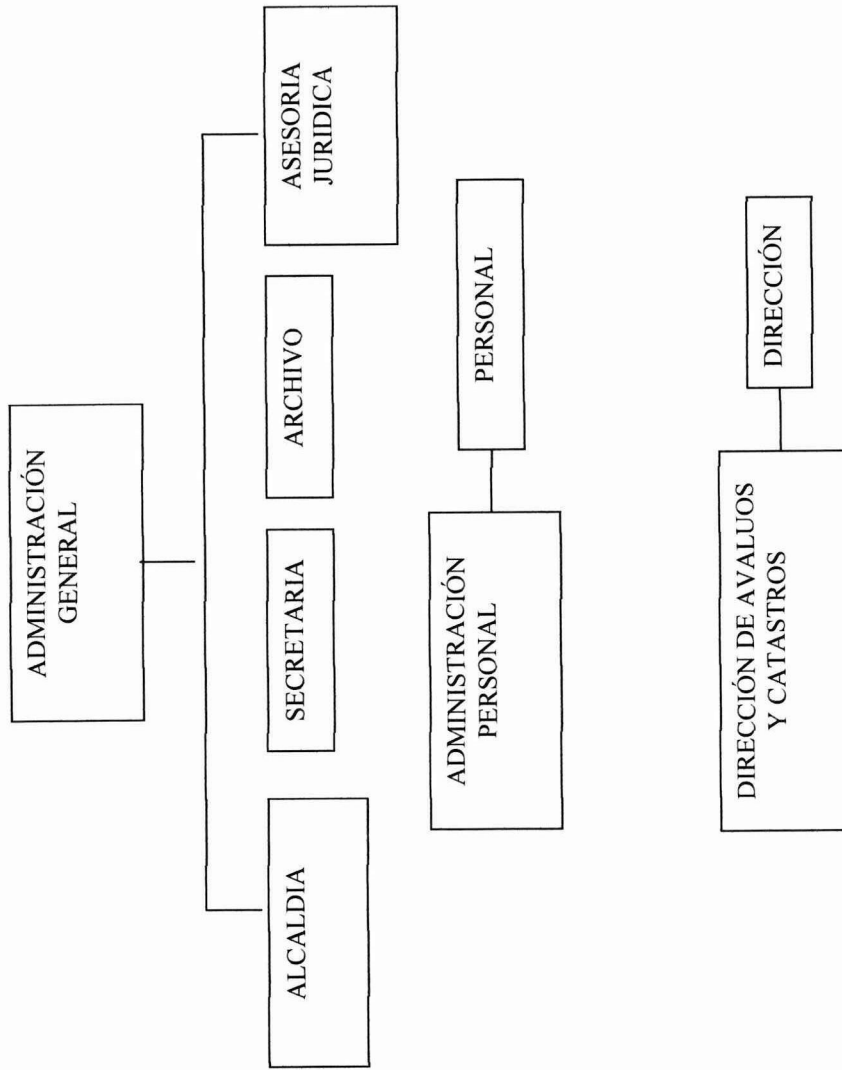 ADMINISTRACIÓN
GENERAL
ALCALDIA
SECRETARIA
ARCHIVO
ASESORIA
JURIDICA
ADMINISTRACIÓN
PERSONAL
PERSONAL
DIRECCIÓN DE AVALUOS
Y CATASTROS
DIRECCIÓN